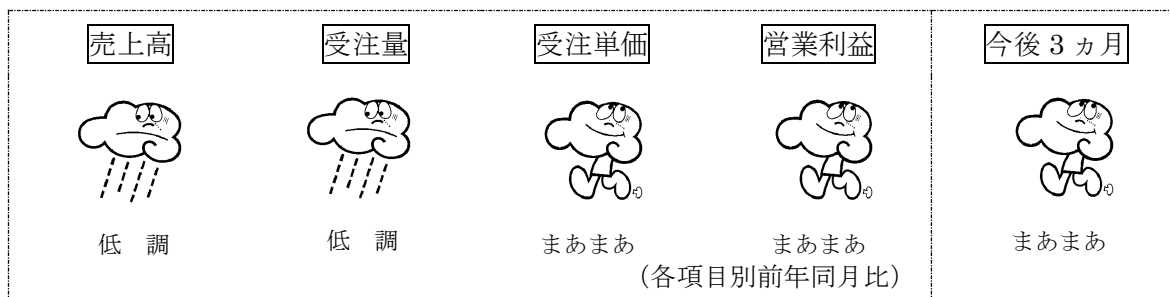 売上高 受注量 受注単価 営業利益 今後3ヵ月
低 調 低 調 まあまあ まあまあ まあまあ
(各項目別前年同月比)